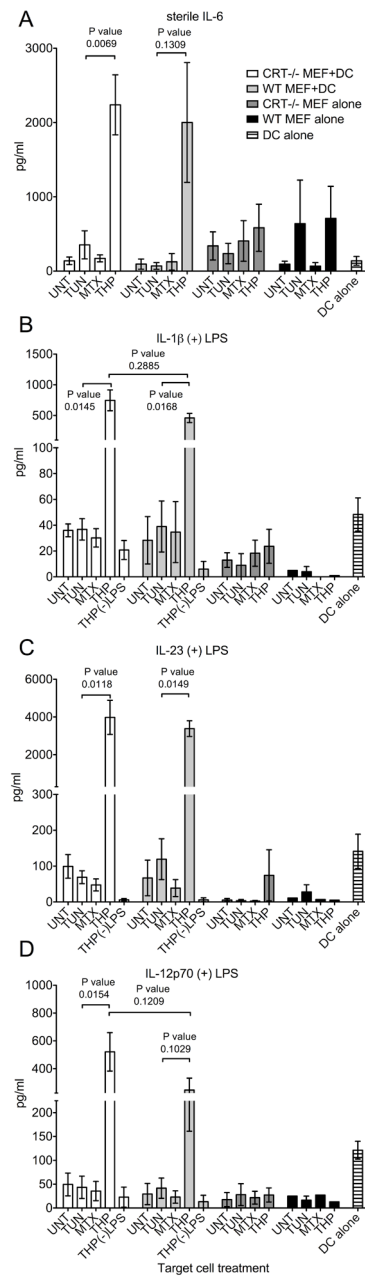 A
sterile IL-6
P value
0.0069
P value
0.1309
3000
2000
1000
0
pg/ml
CRT-/- MEF+DC
WT MEF+DC
CRT-/- MEF alone
WT MEF alone
DC alone
UNT TUN MTX THP UNT TUN MTX THP UNT TUN MTX THP UNT TUN MTX THP DC alone
B
IL-1β (+) LPS
P value
0.2885
P value
0.0145
P value
0.0168
1500
1000
500
100
80
60
40
20
0
pg/ml
UNT TUN MTX THP THP(-)LPS UNT TUN MTX THP THP(-)LPS UNT TUN MTX THP UNT TUN MTX THP DC alone
C
IL-23 (+) LPS
P value
0.0118
P value
0.0149
6000
4000
2000
300
200
100
0
pg/ml
UNT TUN MTX THP THP(-)LPS UNT TUN MTX THP THP(-)LPS UNT TUN MTX THP UNT TUN MTX THP DC alone
D
IL-12p70 (+) LPS
P value
0.0154
P value
0.1209
P value
0.1029
800
600
400
200
150
100
50
0
pg/ml
UNT TUN MTX THP THP(-)LPS UNT TUN MTX THP THP(-)LPS UNT TUN MTX THP UNT TUN MTX THP DC alone
Target cell treatment